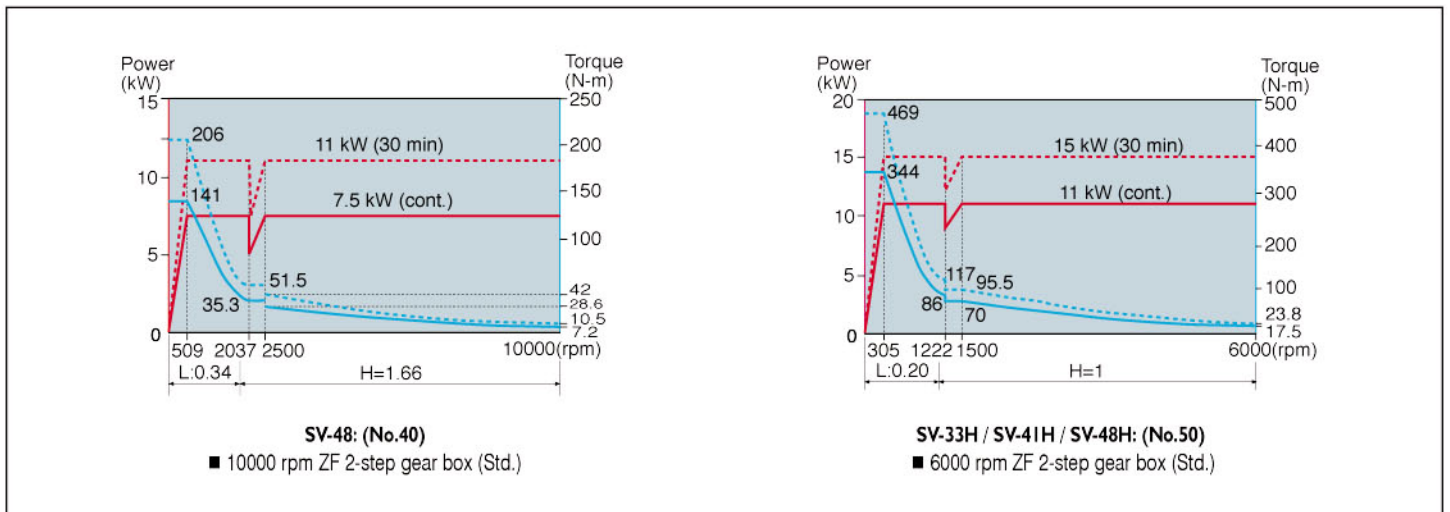 Power
(kW)
Torque
(N-m)
15
10
5
0
250
200
150
100
42
28.6
10.5
7.2
206
141
11 kW (30 min)
7.5 kW (cont.)
51.5
35.3
509 2037 2500 10000(rpm)
L:0.34 H=1.66
SV-48: (No.40)
■ 10000 rpm ZF 2-step gear box (Std.)
Power
(kW)
Torque
(N-m)
20
15
10
5
0
500
400
300
200
100
23.8
17.5
469
344
15 kW (30 min)
11 kW (cont.)
117 95.5
86 70
305 1222 1500 6000(rpm)
L:0.20 H=1
SV-33H / SV-41H / SV-48H: (No.50)
■ 6000 rpm ZF 2-step gear box (Std.)